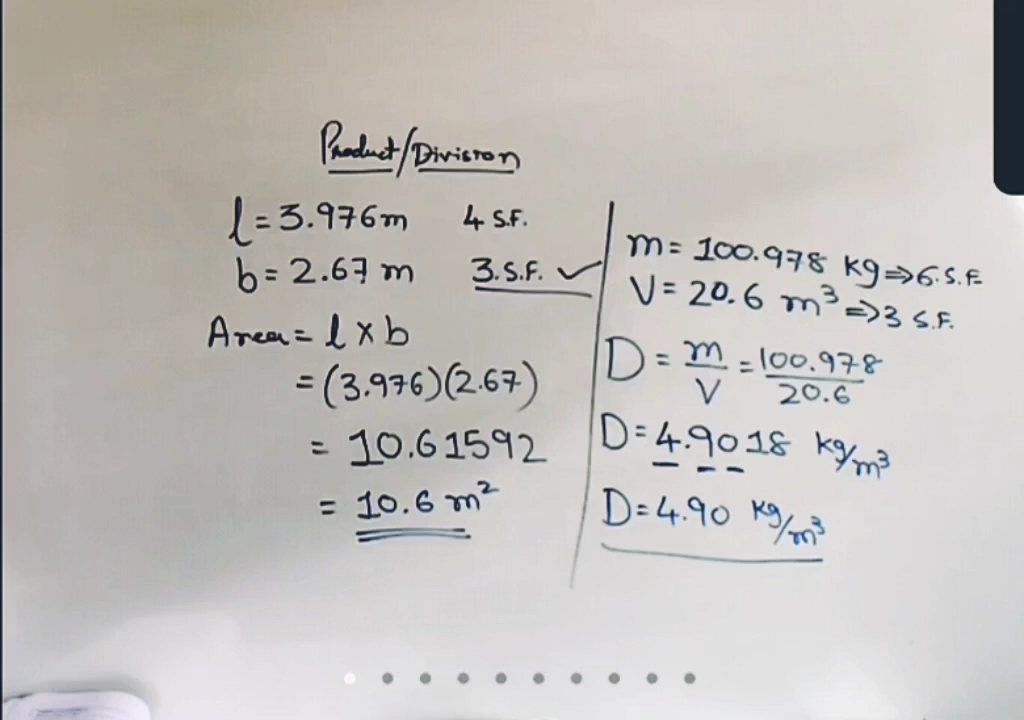 Product/Division
l = 3.976m 4 S.F.
b = 2.67 m 3.S.F. ✓
Area = l × b
= (3.976)(2.67)
= 10.61592
= 10.6 m²
m = 100.978 kg ⇒ 6.S.F.
V = 20.6 m³ ⇒ 3 S.F.
D = m/V = 100.978/20.6
D = 4.9018 kg/m³
D = 4.90 kg/m³